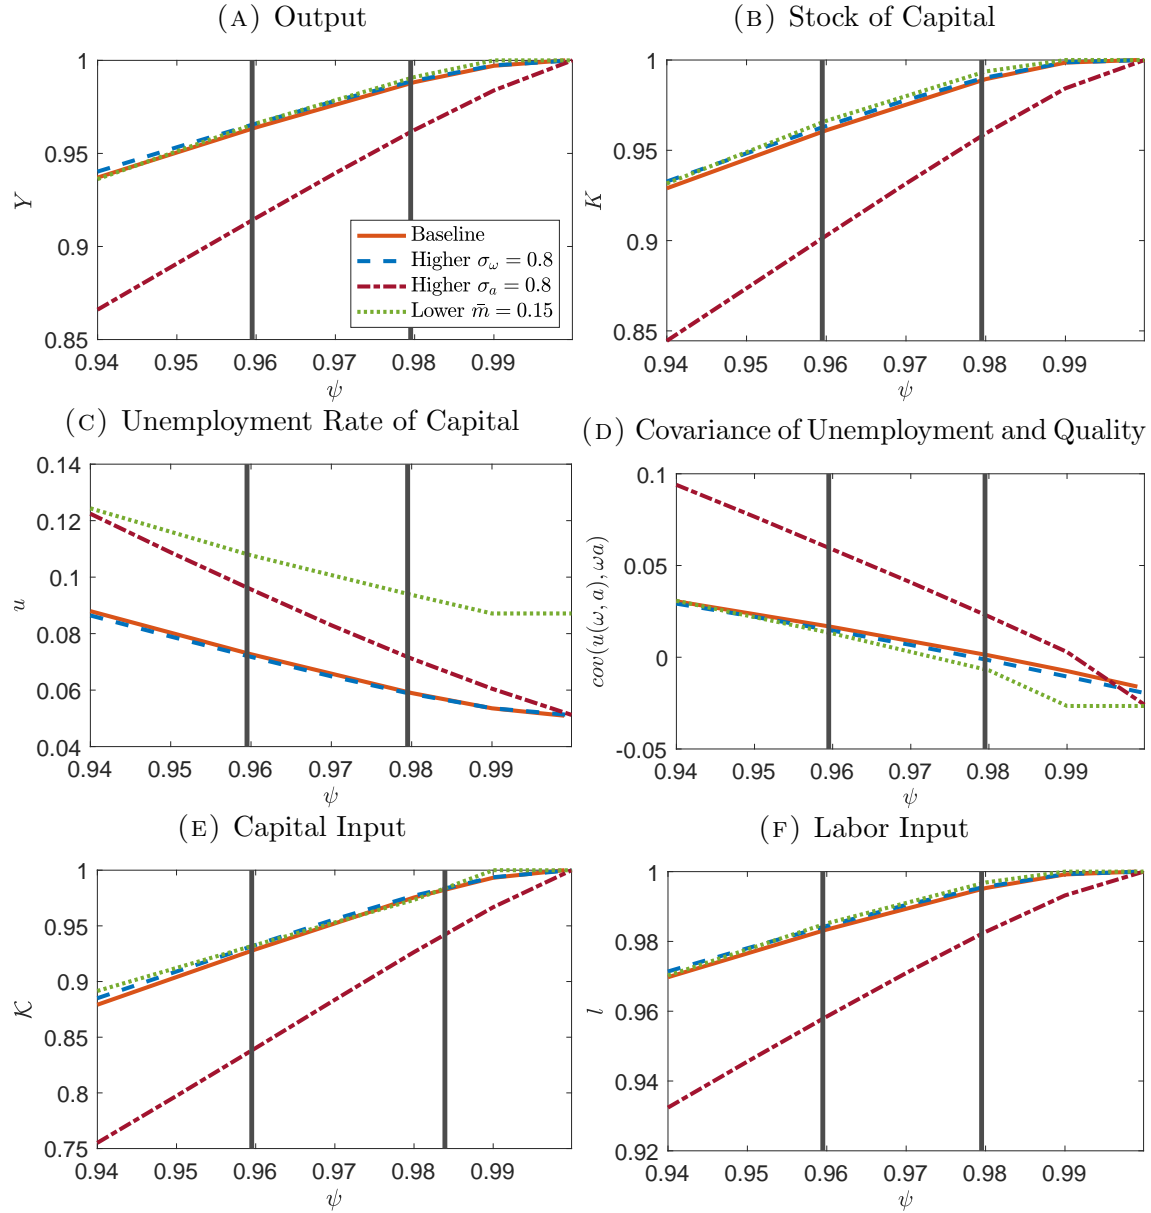 (A) Output
1
0.95
0.9
0.85
Y
Baseline
Higher σ_ω = 0.8
Higher σ_a = 0.8
Lower m̄ = 0.15
0.94 0.95 0.96 0.97 0.98 0.99
ψ
(B) Stock of Capital
1
0.95
0.9
0.85
K
0.94 0.95 0.96 0.97 0.98 0.99
ψ
(C) Unemployment Rate of Capital
0.14
0.12
0.1
0.08
0.06
0.04
u
0.94 0.95 0.96 0.97 0.98 0.99
ψ
(D) Covariance of Unemployment and Quality
0.1
0.05
0
-0.05
cov(u(ω, a), ωa)
0.94 0.95 0.96 0.97 0.98 0.99
ψ
(E) Capital Input
1
0.95
0.9
0.85
0.8
0.75
𝒦
0.94 0.95 0.96 0.97 0.98 0.99
ψ
(F) Labor Input
1
0.98
0.96
0.94
0.92
l
0.94 0.95 0.96 0.97 0.98 0.99
ψ